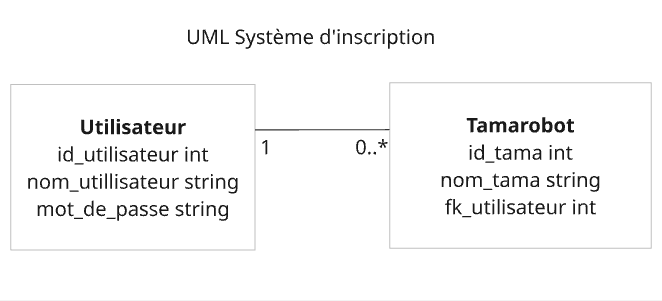 UML Système d'inscription
Utilisateur
id_utilisateur int
nom_utillisateur string
mot_de_passe string
1
0..*
Tamarobot
id_tama int
nom_tama string
fk_utilisateur int